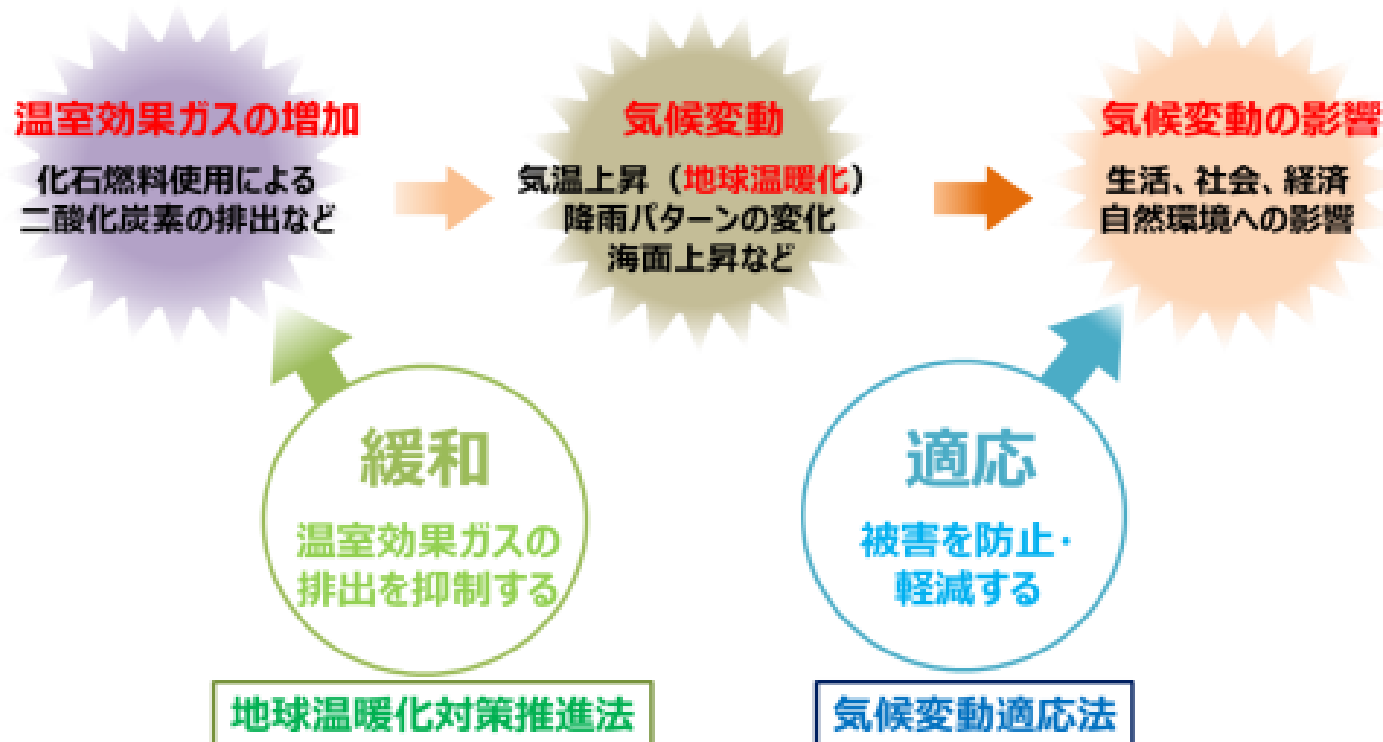 温室効果ガスの増加
化石燃料使用による
二酸化炭素の排出など
気候変動
気温上昇（地球温暖化）
降雨パターンの変化
海面上昇など
気候変動の影響
生活、社会、経済
自然環境への影響
緩和
温室効果ガスの
排出を抑制する
地球温暖化対策推進法
適応
被害を防止・
軽減する
気候変動適応法